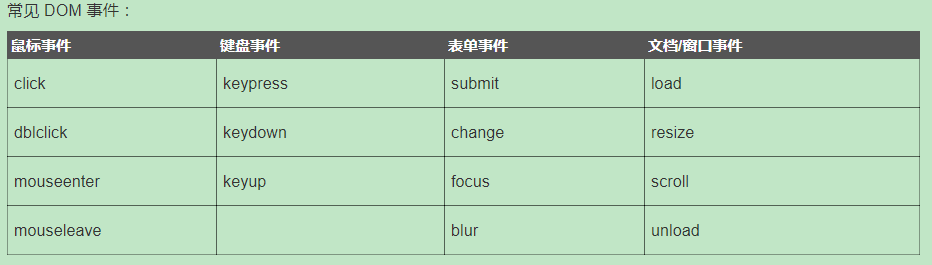 常见 DOM 事件：
鼠标事件 键盘事件 表单事件 文档/窗口事件
click keypress submit load
dblclick keydown change resize
mouseenter keyup focus scroll
mouseleave blur unload